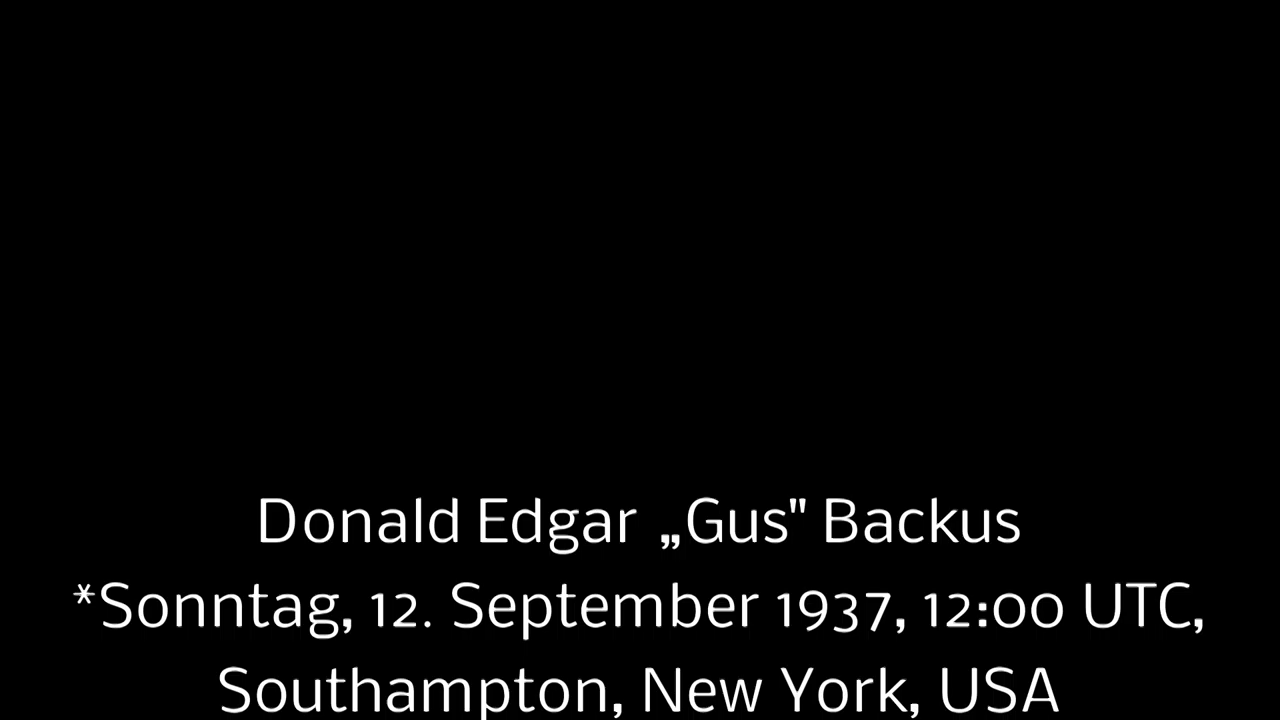 Donald Edgar „Gus" Backus
*Sonntag, 12. September 1937, 12:00 UTC,
Southampton, New York, USA